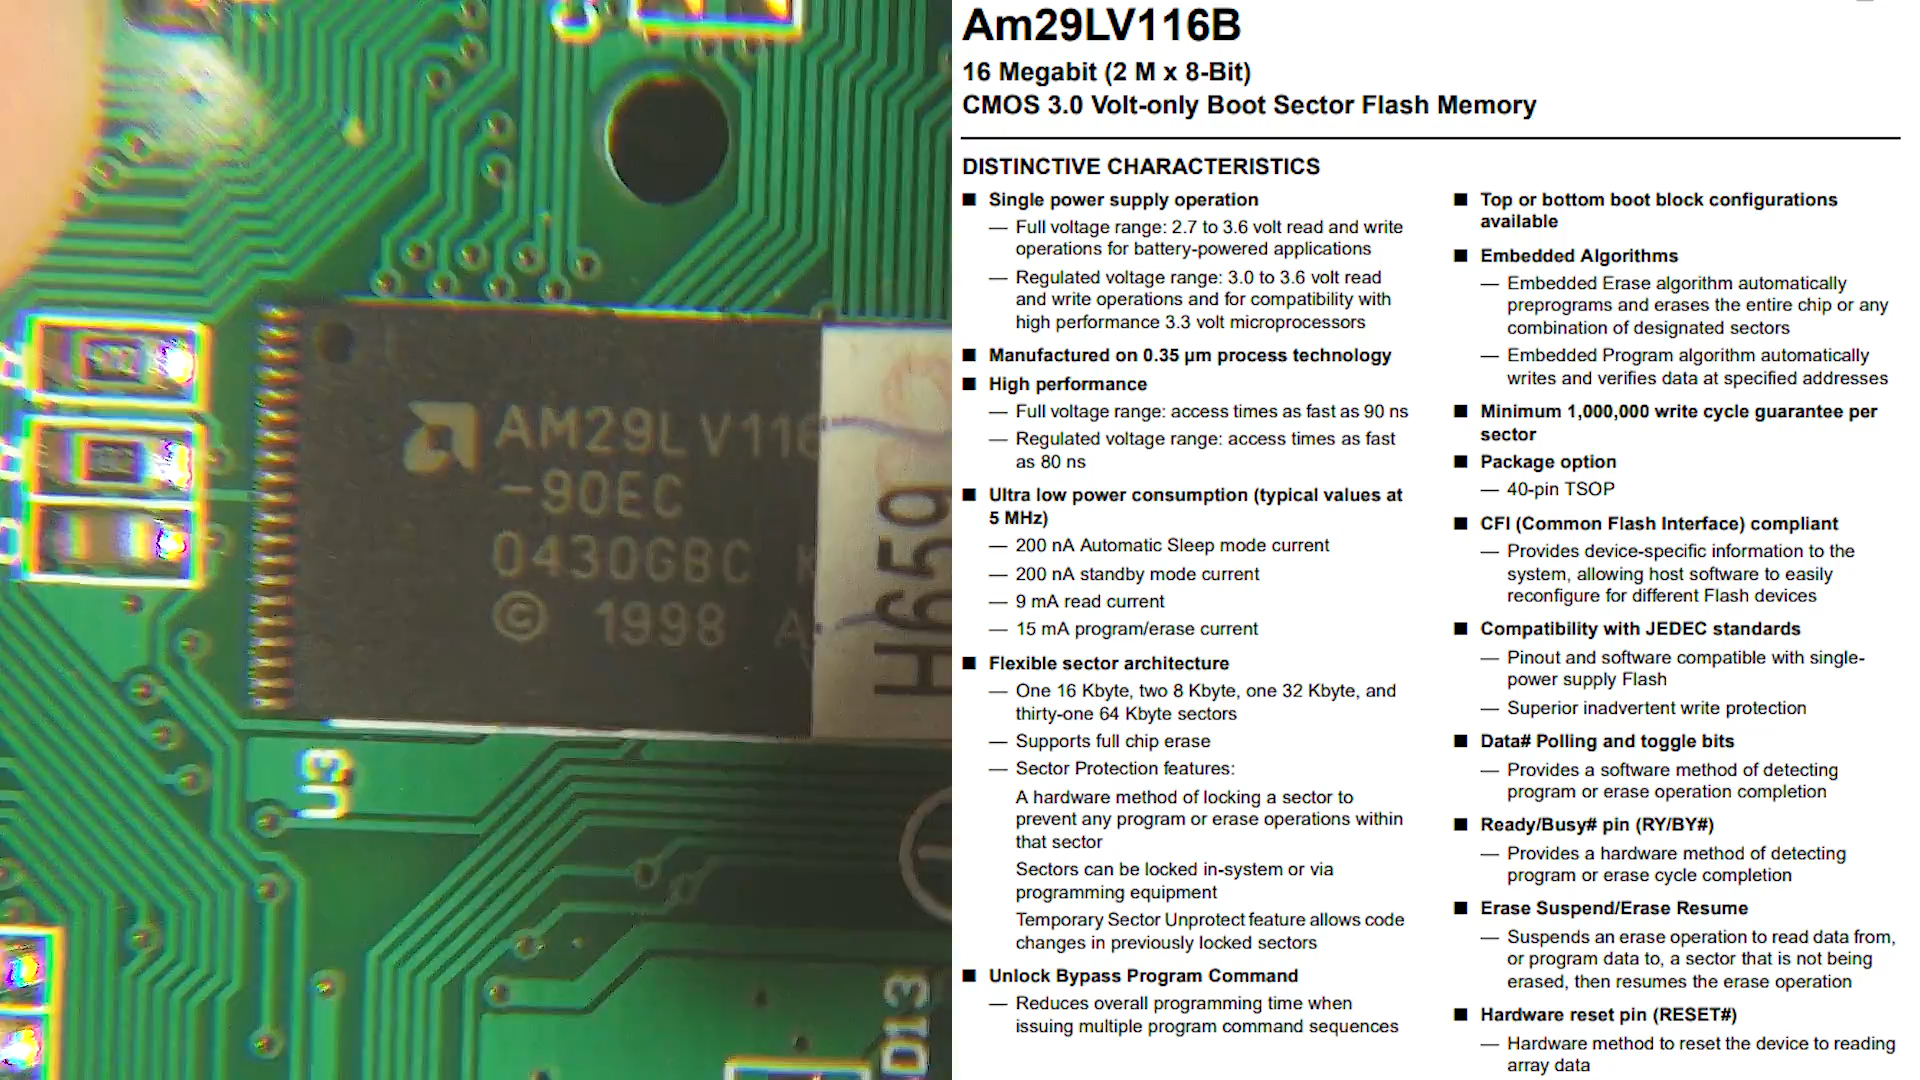 AM29LV116
-90EC
0430GBC K
© 1998 A
H659
U3
D13
Am29LV116B
16 Megabit (2 M x 8-Bit)
CMOS 3.0 Volt-only Boot Sector Flash Memory
DISTINCTIVE CHARACTERISTICS
■ Single power supply operation
— Full voltage range: 2.7 to 3.6 volt read and write
operations for battery-powered applications
— Regulated voltage range: 3.0 to 3.6 volt read
and write operations and for compatibility with
high performance 3.3 volt microprocessors
■ Manufactured on 0.35 µm process technology
■ High performance
— Full voltage range: access times as fast as 90 ns
— Regulated voltage range: access times as fast
as 80 ns
■ Ultra low power consumption (typical values at
5 MHz)
— 200 nA Automatic Sleep mode current
— 200 nA standby mode current
— 9 mA read current
— 15 mA program/erase current
■ Flexible sector architecture
— One 16 Kbyte, two 8 Kbyte, one 32 Kbyte, and
thirty-one 64 Kbyte sectors
— Supports full chip erase
— Sector Protection features:
A hardware method of locking a sector to
prevent any program or erase operations within
that sector
Sectors can be locked in-system or via
programming equipment
Temporary Sector Unprotect feature allows code
changes in previously locked sectors
■ Unlock Bypass Program Command
— Reduces overall programming time when
issuing multiple program command sequences
■ Top or bottom boot block configurations
available
■ Embedded Algorithms
— Embedded Erase algorithm automatically
preprograms and erases the entire chip or any
combination of designated sectors
— Embedded Program algorithm automatically
writes and verifies data at specified addresses
■ Minimum 1,000,000 write cycle guarantee per
sector
■ Package option
— 40-pin TSOP
■ CFI (Common Flash Interface) compliant
— Provides device-specific information to the
system, allowing host software to easily
reconfigure for different Flash devices
■ Compatibility with JEDEC standards
— Pinout and software compatible with single-
power supply Flash
— Superior inadvertent write protection
■ Data# Polling and toggle bits
— Provides a software method of detecting
program or erase operation completion
■ Ready/Busy# pin (RY/BY#)
— Provides a hardware method of detecting
program or erase cycle completion
■ Erase Suspend/Erase Resume
— Suspends an erase operation to read data from,
or program data to, a sector that is not being
erased, then resumes the erase operation
■ Hardware reset pin (RESET#)
— Hardware method to reset the device to reading
array data